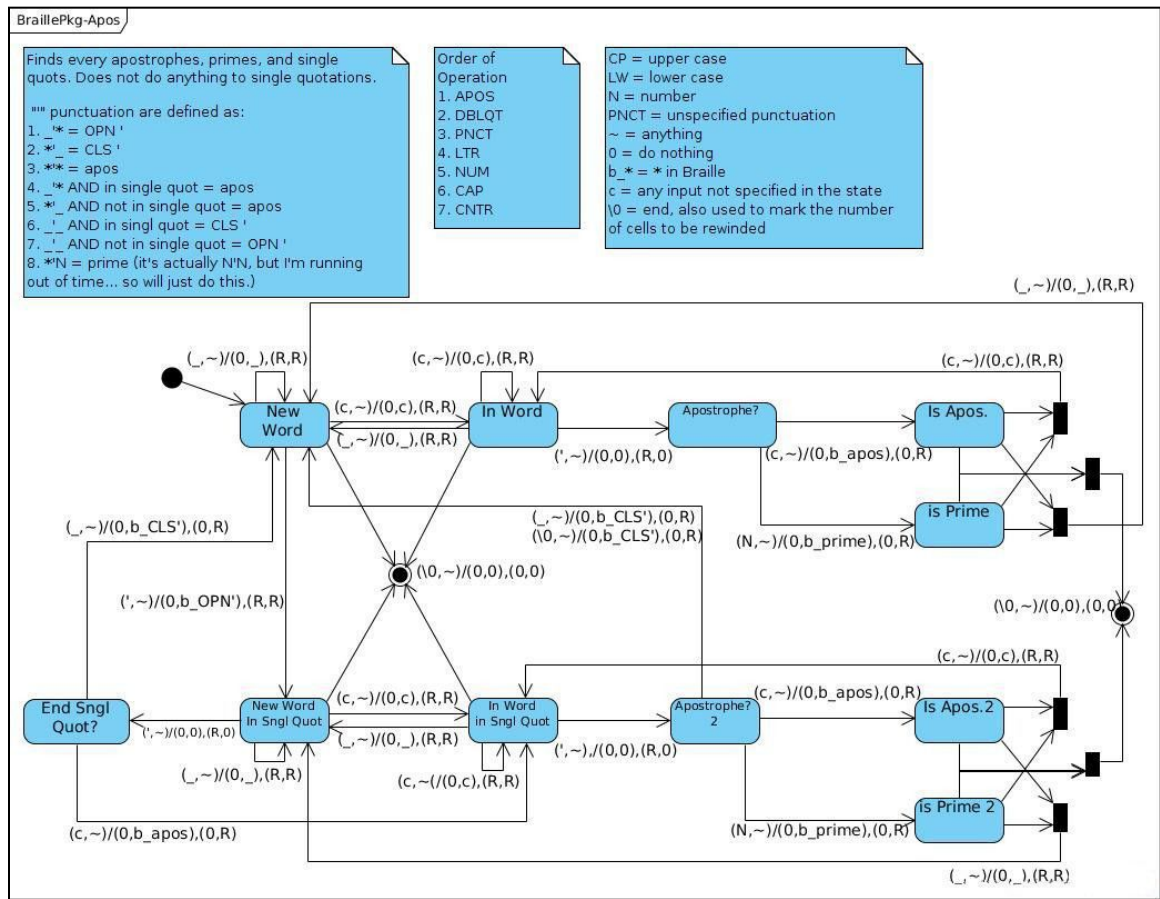 BraillePkg-Apos
Finds every apostrophes, primes, and single
quots. Does not do anything to single quotations.
"'" punctuation are defined as:
1. _'* = OPN '
2. *'_ = CLS '
3. *'* = apos
4. _'* AND in single quot = apos
5. *'_ AND not in single quot = apos
6. _'_ AND in singl quot = CLS '
7. _'_ AND not in single quot = OPN '
8. *'N = prime (it's actually N'N, but I'm running
out of time... so will just do this.)
Order of
Operation
1. APOS
2. DBLQT
3. PNCT
4. LTR
5. NUM
6. CAP
7. CNTR
CP = upper case
LW = lower case
N = number
PNCT = unspecified punctuation
~ = anything
0 = do nothing
b_* = * in Braille
c = any input not specified in the state
\0 = end, also used to mark the number
of cells to be rewinded
(_,~)/(0,_),(R,R)
(_,~)/(0,_),(R,R)
(c,~)/(0,c),(R,R)
(c,~)/(0,c),(R,R)
New
Word
(c,~)/(0,c),(R,R)
(_,~)/(0,_),(R,R)
In Word
(',~)/(0,0),(R,0)
Apostrophe?
(c,~)/(0,b_apos),(0,R)
Is Apos.
is Prime
(N,~)/(0,b_prime),(0,R)
(_,~)/(0,b_CLS'),(0,R)
(_,~)/(0,b_CLS'),(0,R)
(\0,~)/(0,b_CLS'),(0,R)
(\0,~)/(0,0),(0,0)
(',~)/(0,b_OPN'),(R,R)
(\0,~)/(0,0),(0,0)
(c,~)/(0,c),(R,R)
End Sngl
Quot?
(',~)/(0,0),(R,0)
New Word
In Sngl Quot
(c,~)/(0,c),(R,R)
(_,~)/(0,_),(R,R)
In Word
in Sngl Quot
(',~),/(0,0),(R,0)
Apostrophe?
2
(c,~)/(0,b_apos),(0,R)
Is Apos.2
(_,~)/(0,_),(R,R)
(c,~(/(0,c),(R,R)
is Prime 2
(c,~)/(0,b_apos),(0,R)
(N,~)/(0,b_prime),(0,R)
(_,~)/(0,_),(R,R)